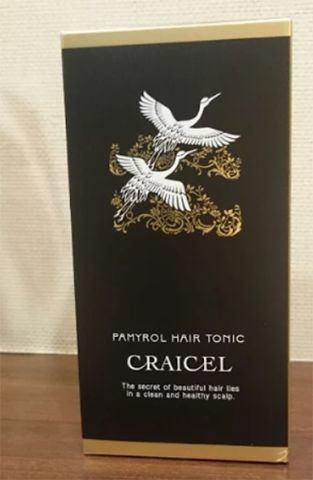 PAMYROL HAIR TONIC
CRAICEL
The secret of beautiful hair lies
in a clean and healthy scalp.